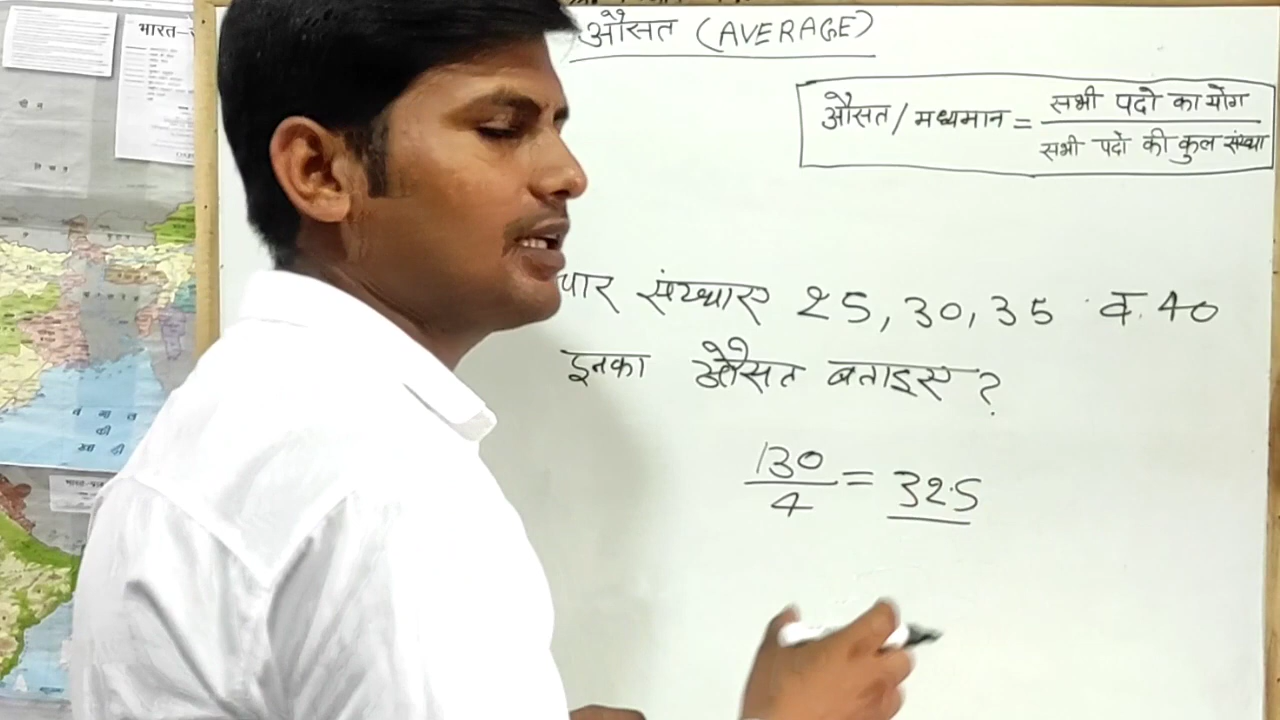 भारत-
औसत (AVERAGE)
औसत / मध्यमान = सभी पदो का योग
सभी पदो की कुल संख्या
चार संख्याए 25, 30, 35 व 40
इनका औसत बताइए ?
130
4
= 32.5
बं गा ल
की
खा ड़ी